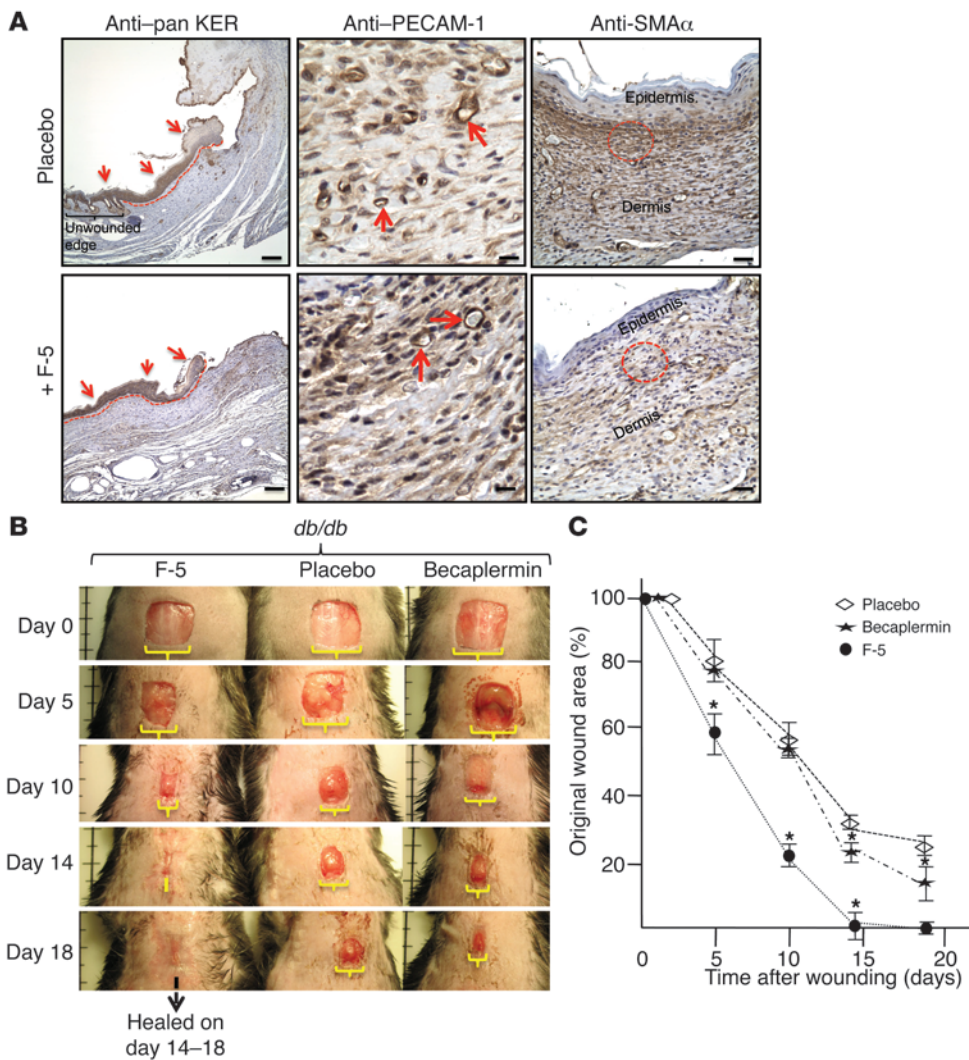 A
Anti–pan KER
Anti–PECAM-1
Anti-SMAα
Placebo
Unwounded
edge
Epidermis.
Dermis
+ F-5
Epidermis.
Dermis
B
db/db
F-5
Placebo
Becaplermin
Day 0
Day 5
Day 10
Day 14
Day 18
Healed on
day 14–18
C
Original wound area (%)
100
80
60
40
20
Placebo
Becaplermin
F-5
*
*
*
*
*
0
5
10
15
20
Time after wounding (days)